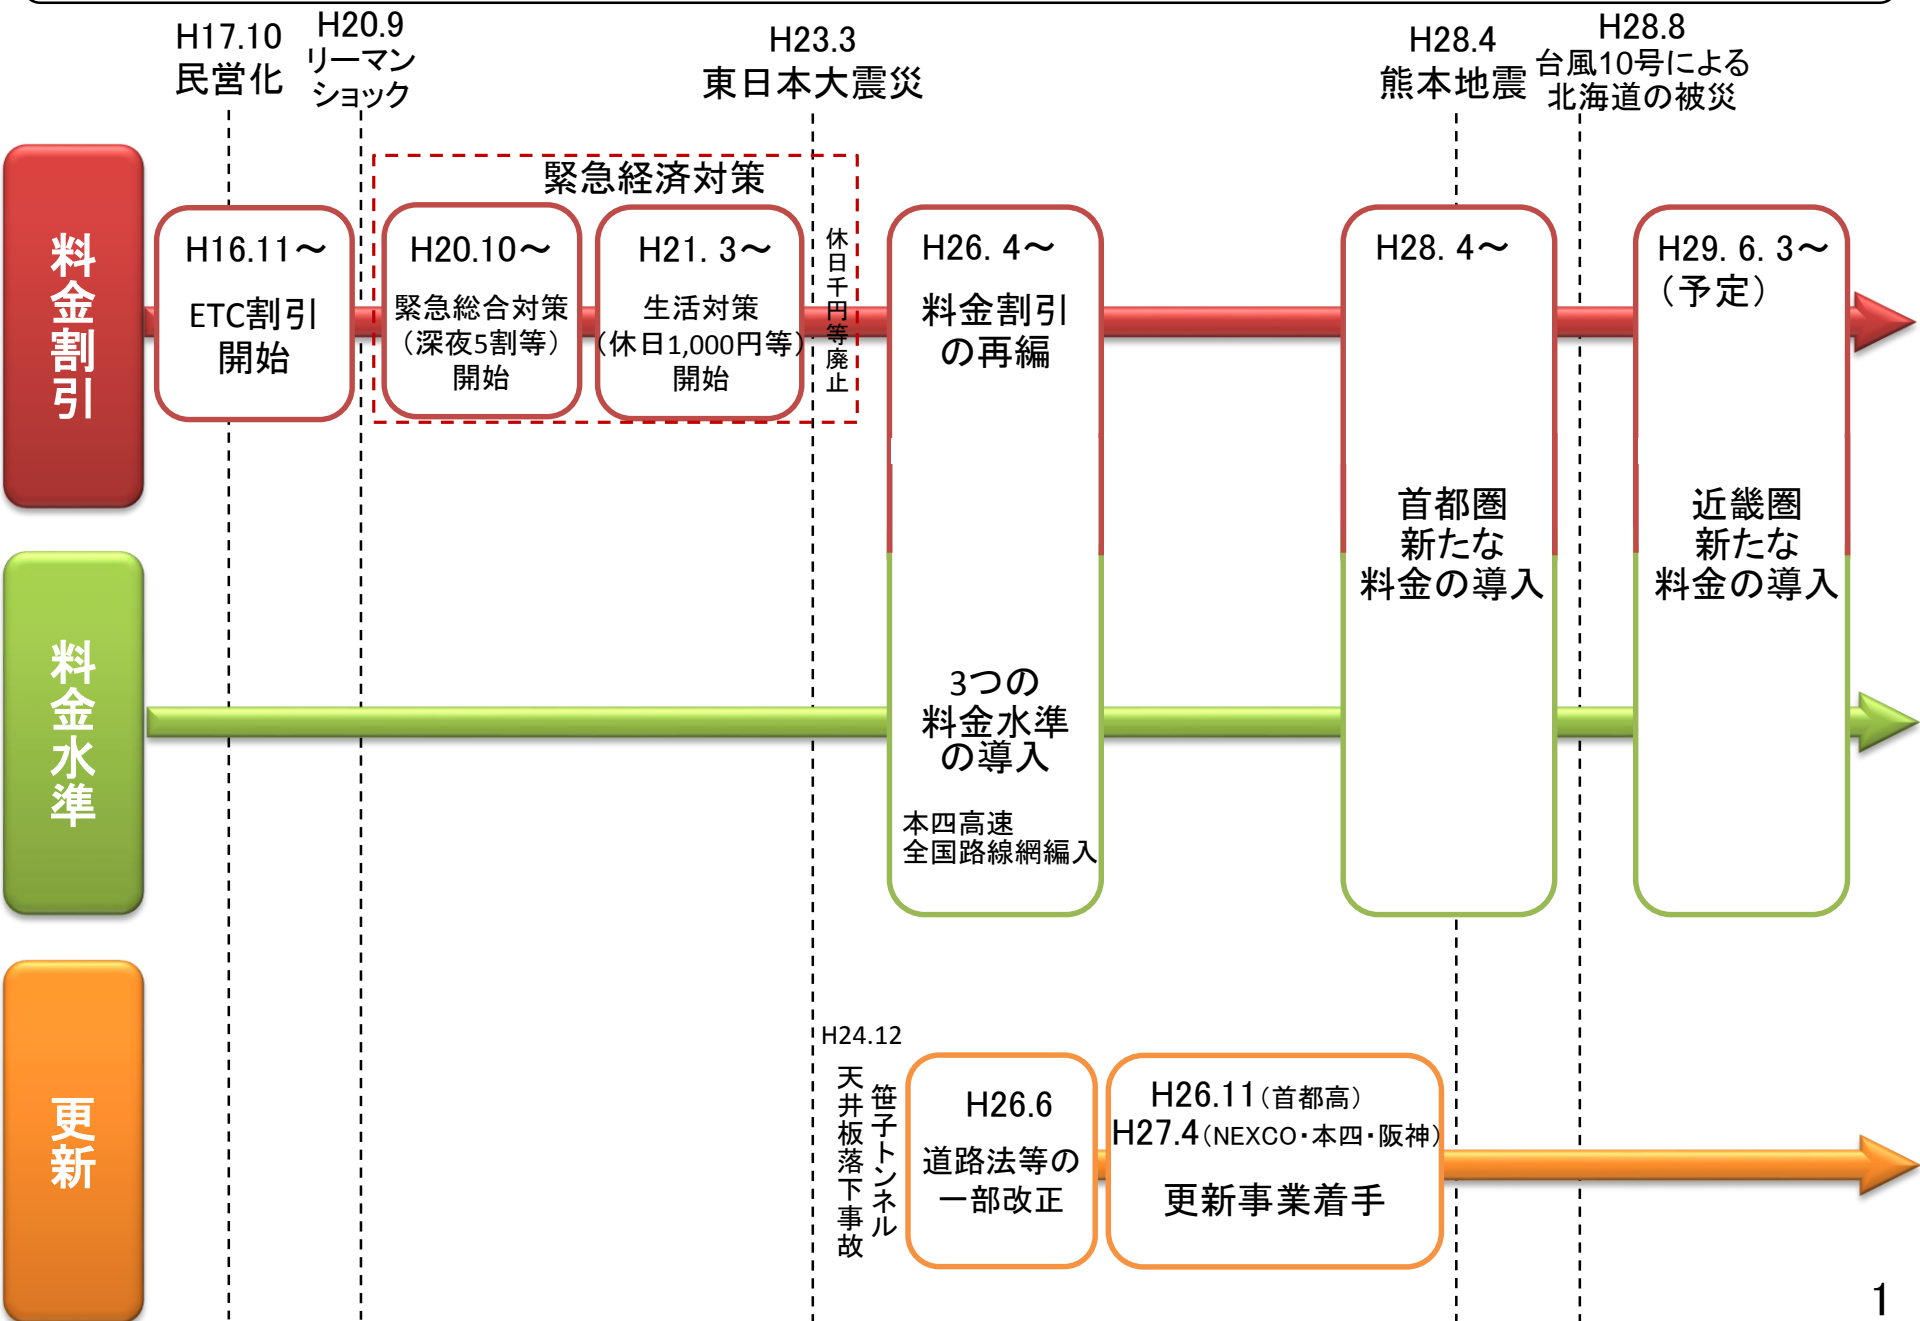 H17.10
民営化
H20.9
リーマン
ショック
H23.3
東日本大震災
H28.4
熊本地震
H28.8
台風10号による
北海道の被災
料金割引
緊急経済対策
H16.11～
ETC割引
開始
H20.10～
緊急総合対策
（深夜5割等）
開始
H21. 3～
生活対策
（休日1,000円等）
開始
休日千円等廃止
H26. 4～
料金割引
の再編
H28. 4～
首都圏
新たな
料金の導入
H29. 6. 3～
（予定）
近畿圏
新たな
料金の導入
料金水準
3つの
料金水準
の導入
本四高速
全国路線網編入
更新
H24.12
笹子トンネル
天井板落下事故
H26.6
道路法等の
一部改正
H26.11（首都高）
H27.4（NEXCO・本四・阪神）
更新事業着手
1